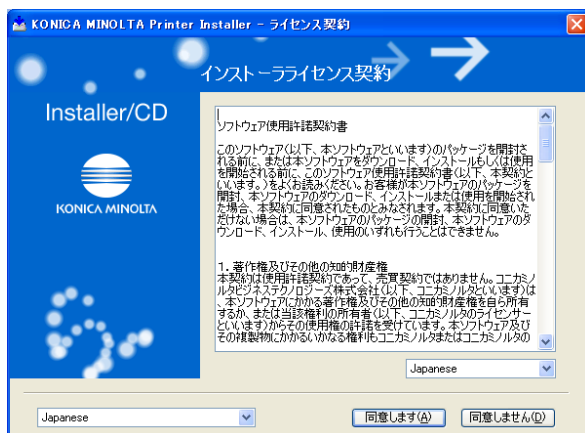 KONICA MINOLTA Printer Installer - ライセンス契約
インストーラライセンス契約
Installer/CD
KONICA MINOLTA
ソフトウェア使用許諾契約書
このソフトウェア(以下、本ソフトウェアといいます)のパッケージを開封さ
れる前に、または本ソフトウェアをダウンロード、インストールもしくは使用
を開始される前に、このソフトウェア使用許諾契約書(以下、本契約と
いいます。)をよくお読みください。お客様が本ソフトウェアのパッケージを
開封、本ソフトウェアのダウンロード、インストールまたは使用を開始され
た場合、本契約に同意されたものとみなされます。本契約に同意いた
だけない場合は、本ソフトウェアのパッケージの開封、本ソフトウェアのダ
ウンロード、インストール、使用のいずれも行うことはできません。
1. 著作権及びその他の知的財産権
本契約は使用許諾契約であって、売買契約ではありません。コニカミノ
ルタビジネステクノロジーズ株式会社(以下、コニカミノルタといいます)は
、本ソフトウェアにかかる著作権及びその他の知的財産権を自ら所有
するか、または当該権利の所有者(以下、コニカミノルタのライセンサー
といいます)からその使用権の許諾を受けています。本ソフトウェア及び
その複製物にかかるいかなる権利もコニカミノルタまたはコニカミノルタの
Japanese
Japanese
同意します(A)
同意しません(D)